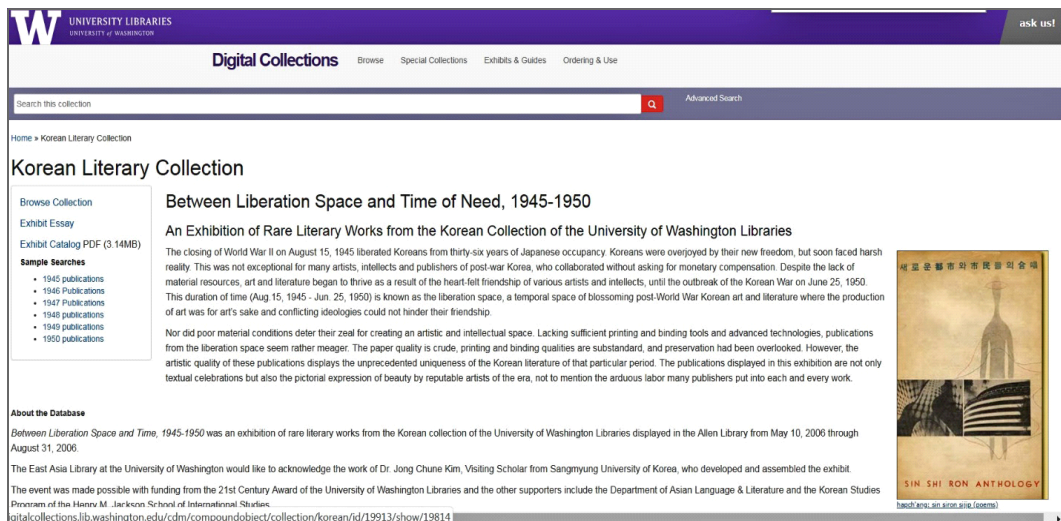 UNIVERSITY LIBRARIES
UNIVERSITY of WASHINGTON
ask us!
Digital Collections
Browse
Special Collections
Exhibits & Guides
Ordering & Use
Search this collection
Advanced Search
Home » Korean Literary Collection
Korean Literary Collection
Browse Collection
Exhibit Essay
Exhibit Catalog PDF (3.14MB)
Sample Searches
1945 publications
1946 Publications
1947 Publications
1948 publications
1949 publications
1950 publications
Between Liberation Space and Time of Need, 1945-1950
An Exhibition of Rare Literary Works from the Korean Collection of the University of Washington Libraries
The closing of World War II on August 15, 1945 liberated Koreans from thirty-six years of Japanese occupancy. Koreans were overjoyed by their new freedom, but soon faced harsh
reality. This was not exceptional for many artists, intellects and publishers of post-war Korea, who collaborated without asking for monetary compensation. Despite the lack of
material resources, art and literature began to thrive as a result of the heart-felt friendship of various artists and intellects, until the outbreak of the Korean War on June 25, 1950.
This duration of time (Aug.15, 1945 - Jun. 25, 1950) is known as the liberation space, a temporal space of blossoming post-World War Korean art and literature where the production
of art was for art's sake and conflicting ideologies could not hinder their friendship.
Nor did poor material conditions deter their zeal for creating an artistic and intellectual space. Lacking sufficient printing and binding tools and advanced technologies, publications
from the liberation space seem rather meager. The paper quality is crude, printing and binding qualities are substandard, and preservation had been overlooked. However, the
artistic quality of these publications displays the unprecedented uniqueness of the Korean literature of that particular period. The publications displayed in this exhibition are not only
textual celebrations but also the pictorial expression of beauty by reputable artists of the era, not to mention the arduous labor many publishers put into each and every work.
새로운 都市와 市民들의 合唱
SIN SHI RON ANTHOLOGY
hapch'ang: sin siron sijip (poems)
About the Database
Between Liberation Space and Time, 1945-1950 was an exhibition of rare literary works from the Korean collection of the University of Washington Libraries displayed in the Allen Library from May 10, 2006 through
August 31, 2006.
The East Asia Library at the University of Washington would like to acknowledge the work of Dr. Jong Chune Kim, Visiting Scholar from Sangmyung University of Korea, who developed and assembled the exhibit.
The event was made possible with funding from the 21st Century Award of the University of Washington Libraries and the other supporters include the Department of Asian Language & Literature and the Korean Studies
Program of the Henry M. Jackson School of International Studies.
igitalcollections.lib.washington.edu/cdm/compoundobject/collection/korean/id/19913/show/19814